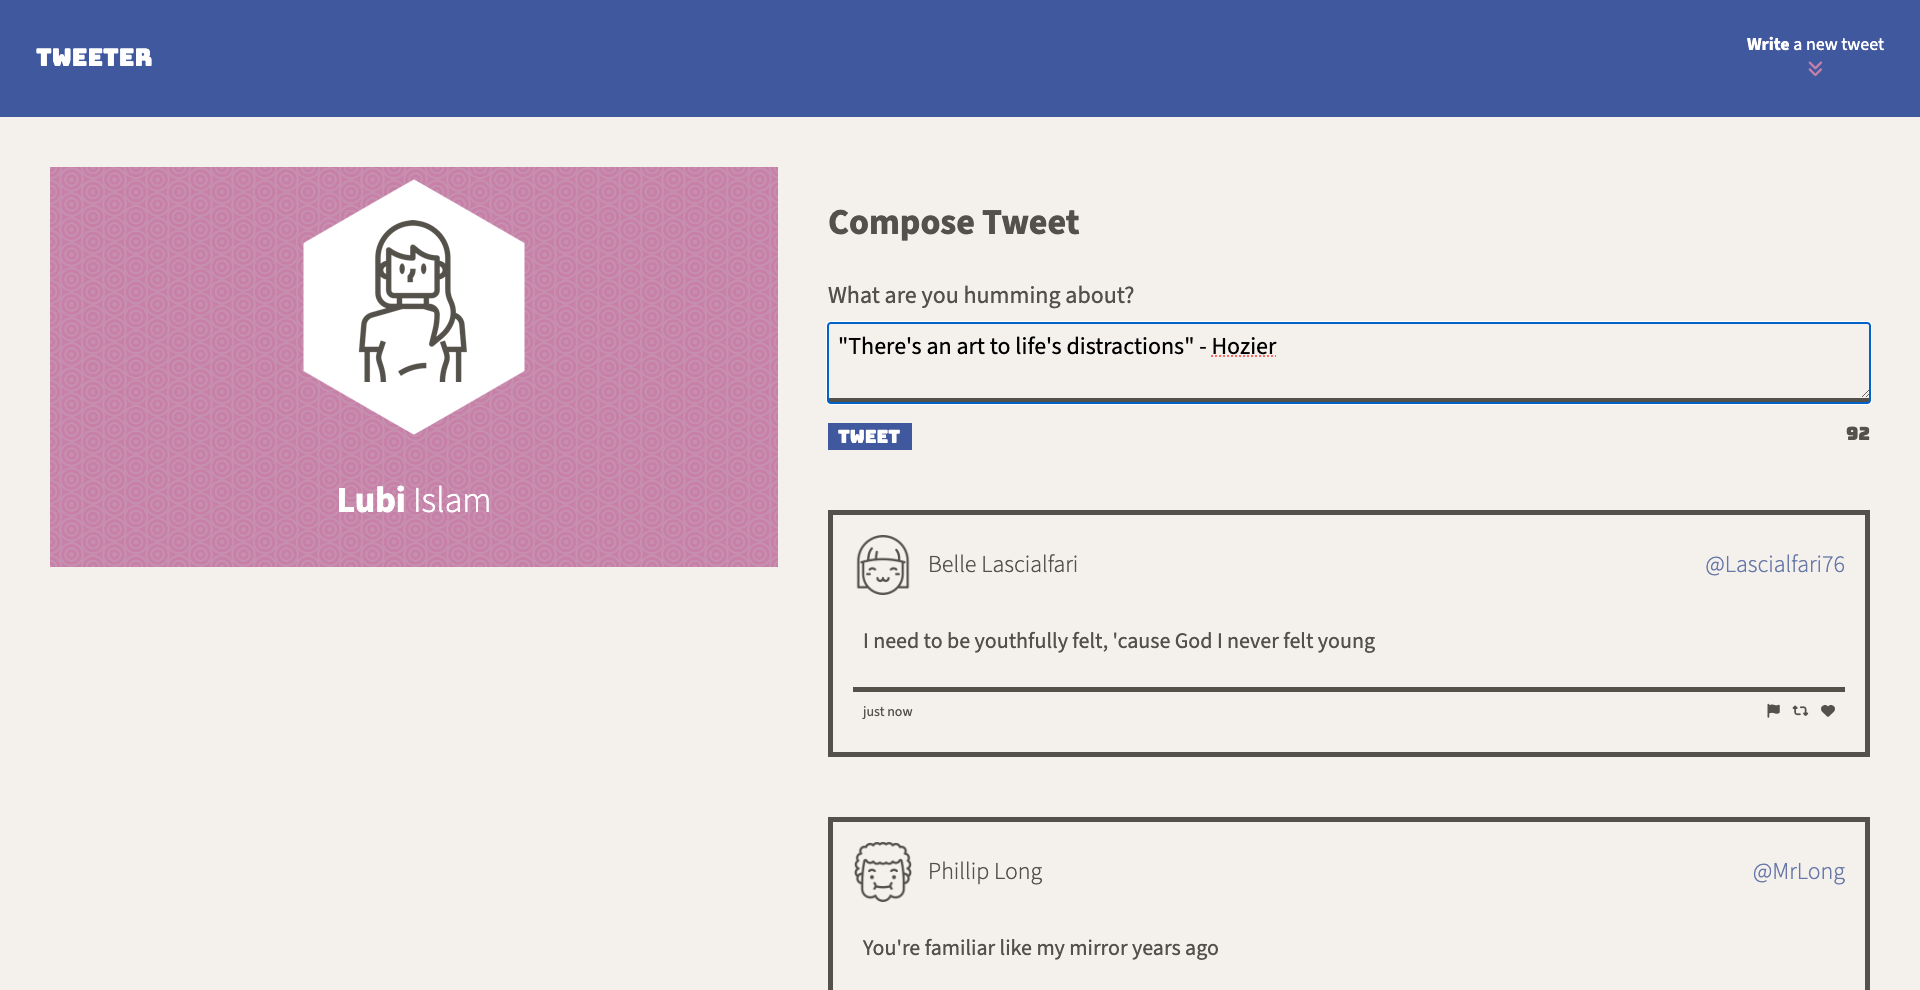 TWEETER
Write a new tweet
Lubi Islam
Compose Tweet
What are you humming about?
"There's an art to life's distractions" - Hozier
TWEET
92
Belle Lascialfari
@Lascialfari76
I need to be youthfully felt, 'cause God I never felt young
just now
Phillip Long
@MrLong
You're familiar like my mirror years ago